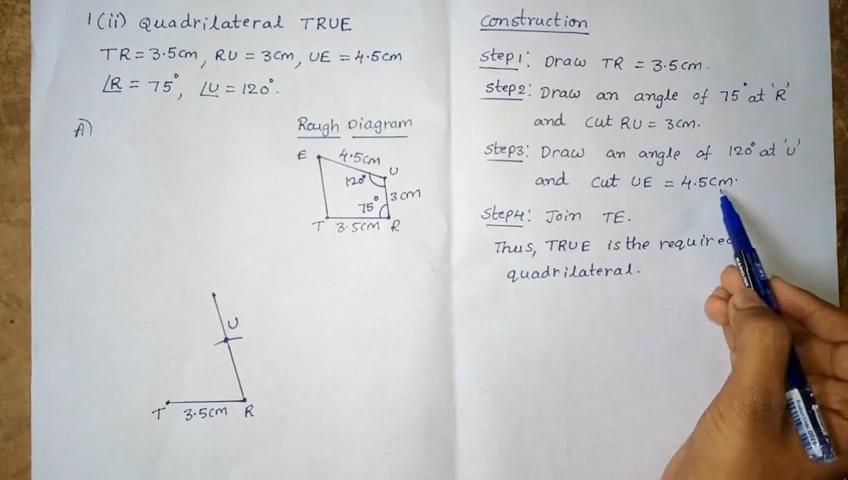 1(ii) Quadrilateral TRUE
TR = 3.5cm, RU = 3cm, UE = 4.5cm
∠R = 75°, ∠U = 120°.
A)
Rough Diagram
E 4.5cm U
120°
3cm
75°
T 3.5cm R
U
T 3.5cm R
Construction
Step1: Draw TR = 3.5cm.
Step2: Draw an angle of 75° at 'R'
and cut RU = 3cm.
Step3: Draw an angle of 120° at 'U'
and cut UE = 4.5cm.
Step4: Join TE.
Thus, TRUE is the required
quadrilateral.